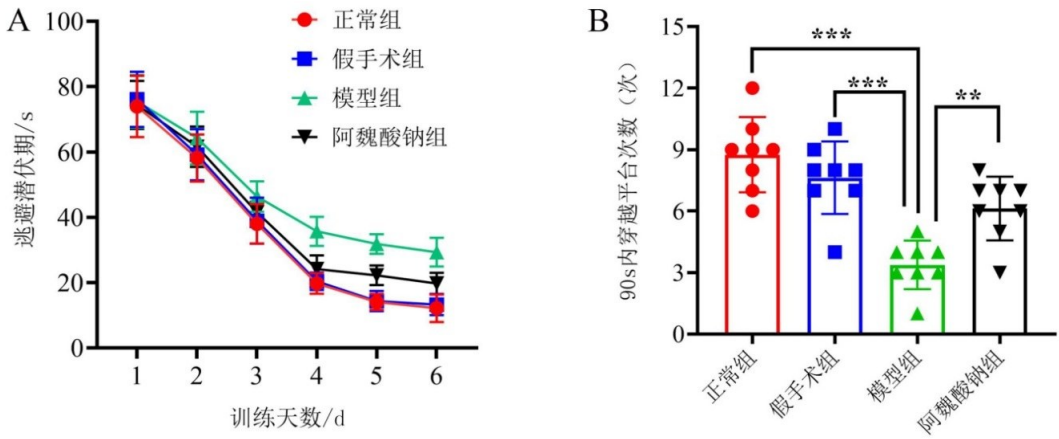 A
100
80
60
40
20
0
逃避潜伏期/s
正常组
假手术组
模型组
阿魏酸钠组
1 2 3 4 5 6
训练天数/d
B
15
12
9
6
3
0
90s内穿越平台次数（次）
***
***
**
正常组
假手术组
模型组
阿魏酸钠组